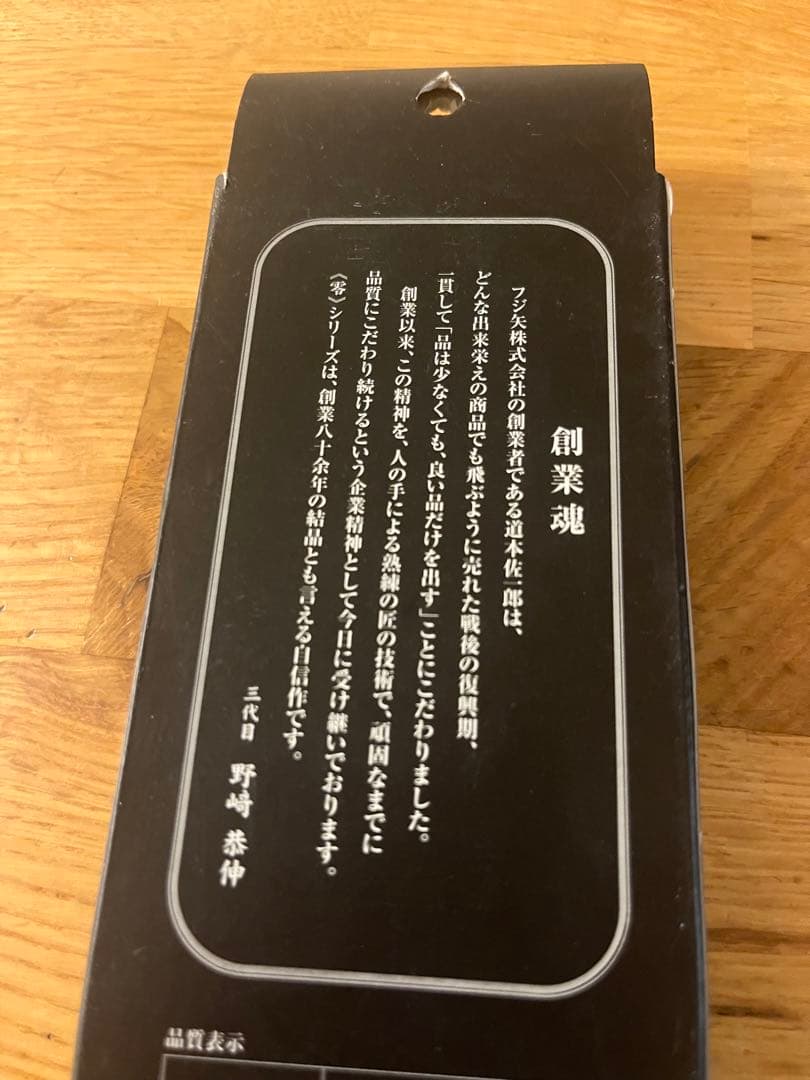 創業魂
フジ矢株式会社の創業者である道本佐一郎は、
どんな出来栄えの商品でも飛ぶように売れた戦後の復興期、
一貫して「品は少なくても、良い品だけを出す」ことにこだわりました。
創業以来、この精神を、人の手による熟練の匠の技術で、頑固なまでに
品質にこだわり続けるという企業精神として今日に受け継いでおります。
〈零〉シリーズは、創業八十余年の結晶とも言える自信作です。
三代目 野﨑 恭伸
品質表示